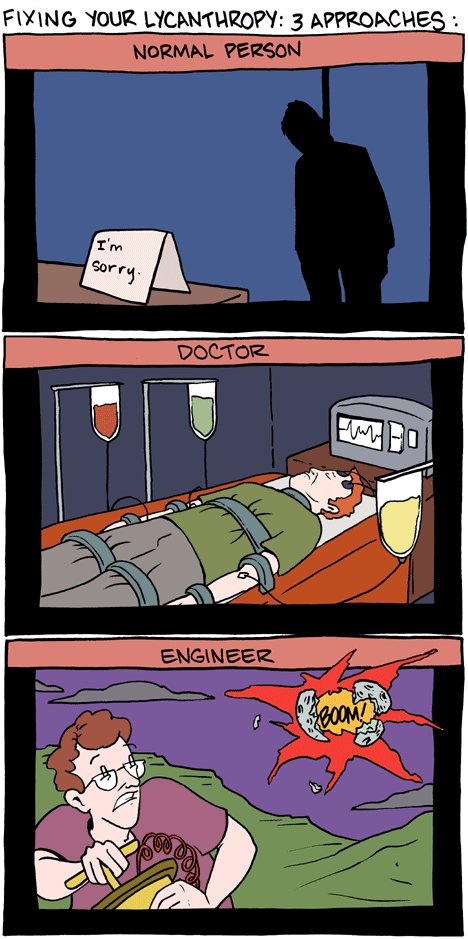 FIXING YOUR LYCANTHROPY: 3 APPROACHES:
NORMAL PERSON
I'm
sorry.
DOCTOR
ENGINEER
BOOM!